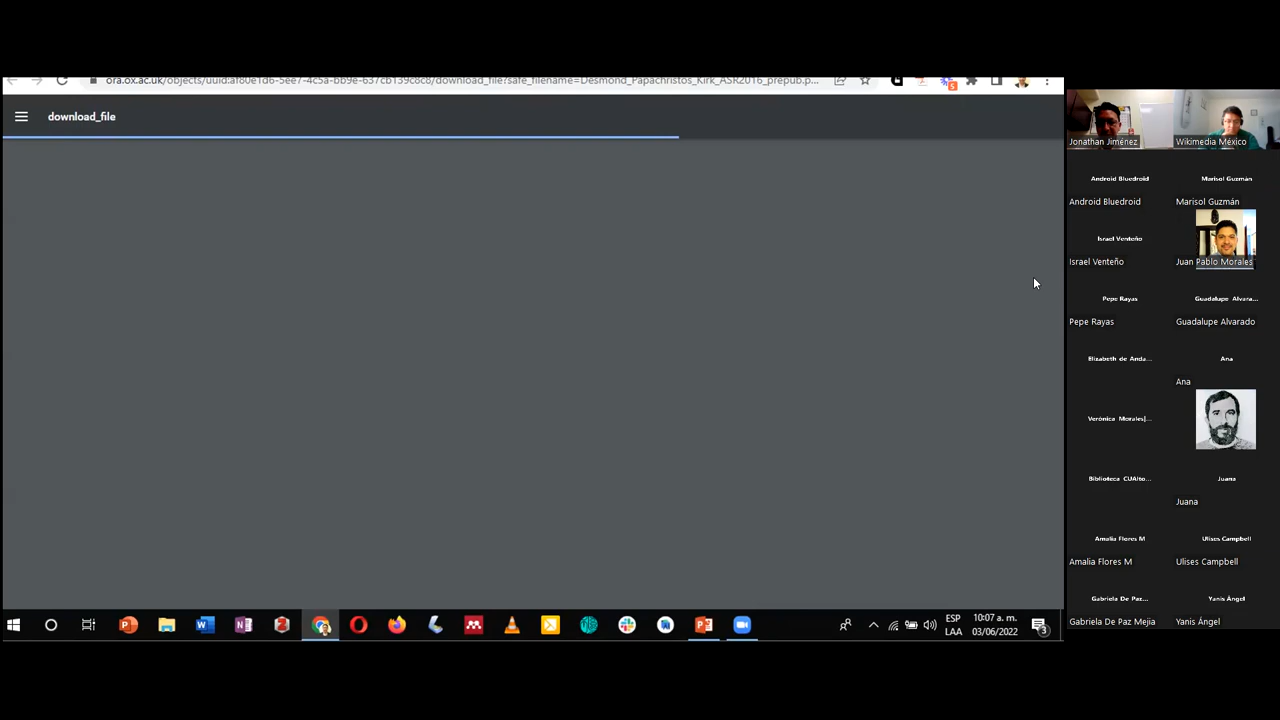 ora.ox.ac.uk/objects/uuid:af80e1d6-5ee7-4c5a-bb9e-637cb139c8c8/download_file?safe_filename=Desmond_Papachristos_Kirk_ASR2016_prepub.p...
5
download_file
Jonathan Jiménez
Wikimedia México
Android Bluedroid
Marisol Guzmán
Android Bluedroid
Marisol Guzmán
Israel Venteño
Israel Venteño
Juan Pablo Morales
Pepe Rayas
Guadalupe Alvara...
Pepe Rayas
Guadalupe Alvarado
Elizabeth de Anda...
Ana
Ana
Verónica Morales|...
Biblioteca CUAlto...
Juana
Juana
Amalia Flores M
Ulises Campbell
Amalia Flores M
Ulises Campbell
Gabriela De Paz...
Yanis Ángel
Gabriela De Paz Mejia
Yanis Ángel
ESP
LAA
10:07 a. m.
03/06/2022
3